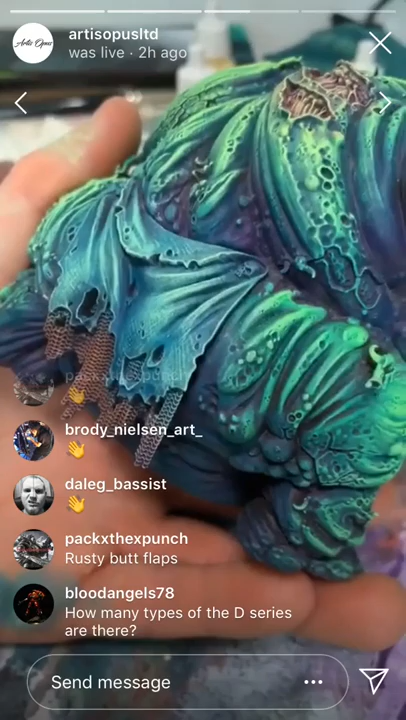 Artis Opus
artisopusltd
was live · 2h ago
packxthexpunch
👋
brody_nielsen_art_
👋
daleg_bassist
👋
packxthexpunch
Rusty butt flaps
bloodangels78
How many types of the D series
are there?
Send message